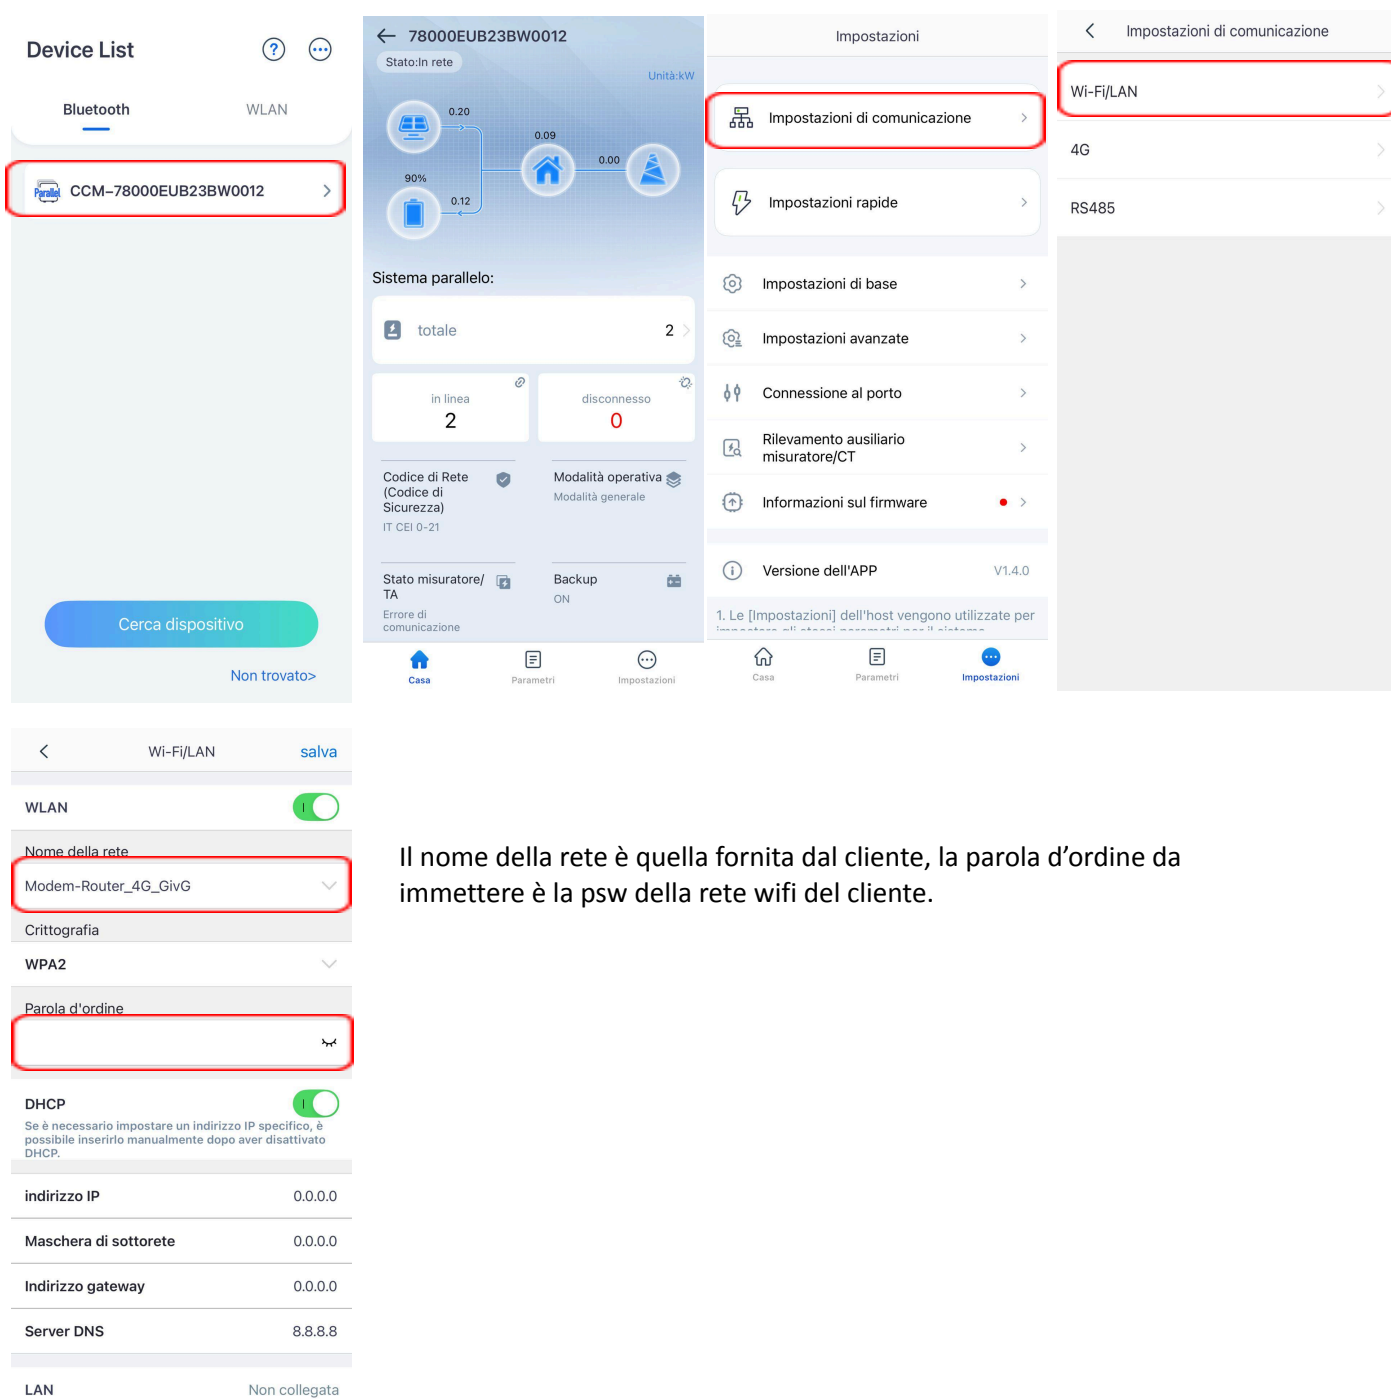 Device List
Bluetooth
WLAN
Parallel
CCM-78000EUB23BW0012
Cerca dispositivo
Non trovato>
78000EUB23BW0012
Stato:In rete
Unità:kW
0.20
0.09
0.00
90%
0.12
Sistema parallelo:
totale
2
in linea
2
disconnesso
0
Codice di Rete
(Codice di
Sicurezza)
IT CEI 0-21
Modalità operativa
Modalità generale
Stato misuratore/
TA
Errore di
comunicazione
Backup
ON
Casa
Parametri
Impostazioni
Impostazioni
Impostazioni di comunicazione
Impostazioni rapide
Impostazioni di base
Impostazioni avanzate
Connessione al porto
Rilevamento ausiliario
misuratore/CT
Informazioni sul firmware
Versione dell'APP
V1.4.0
1. Le [Impostazioni] dell'host vengono utilizzate per
Casa
Parametri
Impostazioni
Impostazioni di comunicazione
Wi-Fi/LAN
4G
RS485
Wi-Fi/LAN
salva
WLAN
Nome della rete
Modem-Router_4G_GivG
Crittografia
WPA2
Parola d'ordine
DHCP
Se è necessario impostare un indirizzo IP specifico, è
possibile inserirlo manualmente dopo aver disattivato
DHCP.
indirizzo IP
0.0.0.0
Maschera di sottorete
0.0.0.0
Indirizzo gateway
0.0.0.0
Server DNS
8.8.8.8
LAN
Non collegata
Il nome della rete è quella fornita dal cliente, la parola d’ordine da
immettere è la psw della rete wifi del cliente.